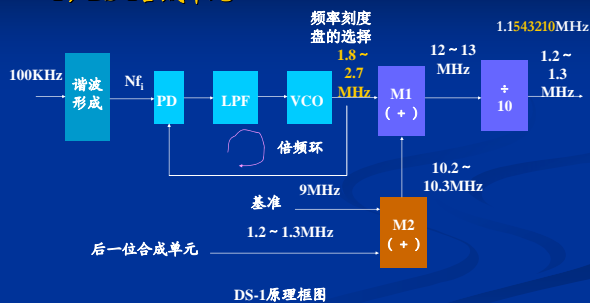 频率刻度
盘的选择
1.1543210MHz
1.8～
2.7
MHz
12～13
MHz
1.2～
1.3
MHz
100KHz
谐波
形成
Nfi
PD
LPF
VCO
M1
（+）
÷
10
倍频环
10.2～
10.3MHz
9MHz
基准
M2
（+）
1.2～1.3MHz
后一位合成单元
DS-1原理框图